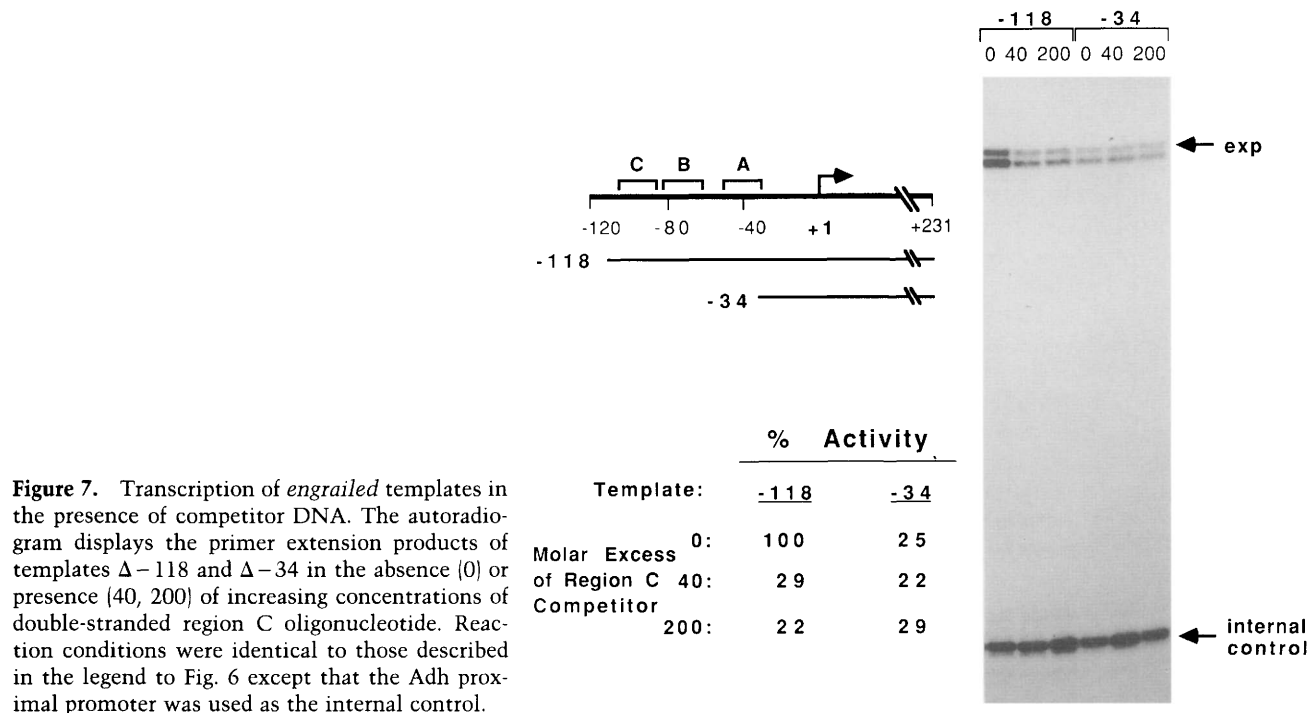 -118 -34
0 40 200 0 40 200
exp
C B A
-120 -80 -40 +1 +231
-118
-34
% Activity
Template: -118 -34
0: 100 25
Molar Excess
of Region C 40: 29 22
Competitor
200: 22 29
internal
control
Figure 7. Transcription of engrailed templates in
the presence of competitor DNA. The autoradio-
gram displays the primer extension products of
templates Δ−118 and Δ−34 in the absence (0) or
presence (40, 200) of increasing concentrations of
double-stranded region C oligonucleotide. Reac-
tion conditions were identical to those described
in the legend to Fig. 6 except that the Adh prox-
imal promoter was used as the internal control.